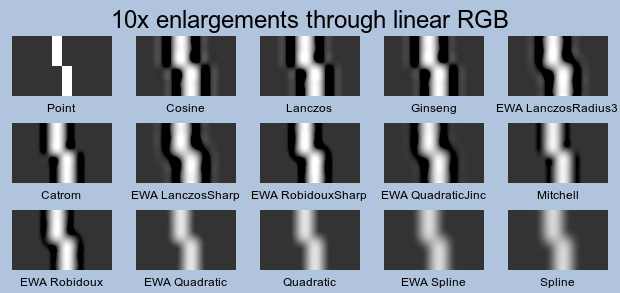 10x enlargements through linear RGB
Point Cosine Lanczos Ginseng EWA LanczosRadius3
Catrom EWA LanczosSharp EWA RobidouxSharp EWA QuadraticJinc Mitchell
EWA Robidoux EWA Quadratic Quadratic EWA Spline Spline